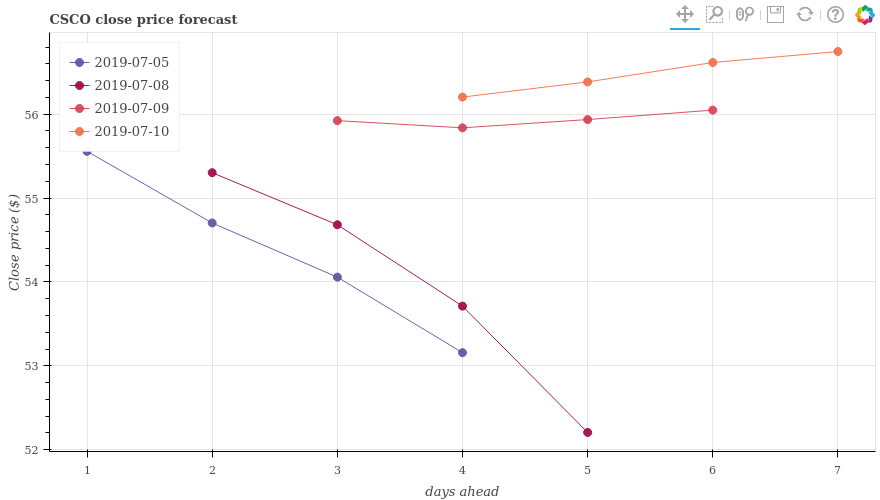 CSCO close price forecast
2019-07-05
2019-07-08
2019-07-09
2019-07-10
Close price ($)
56
55
54
53
52
1 2 3 4 5 6 7
days ahead